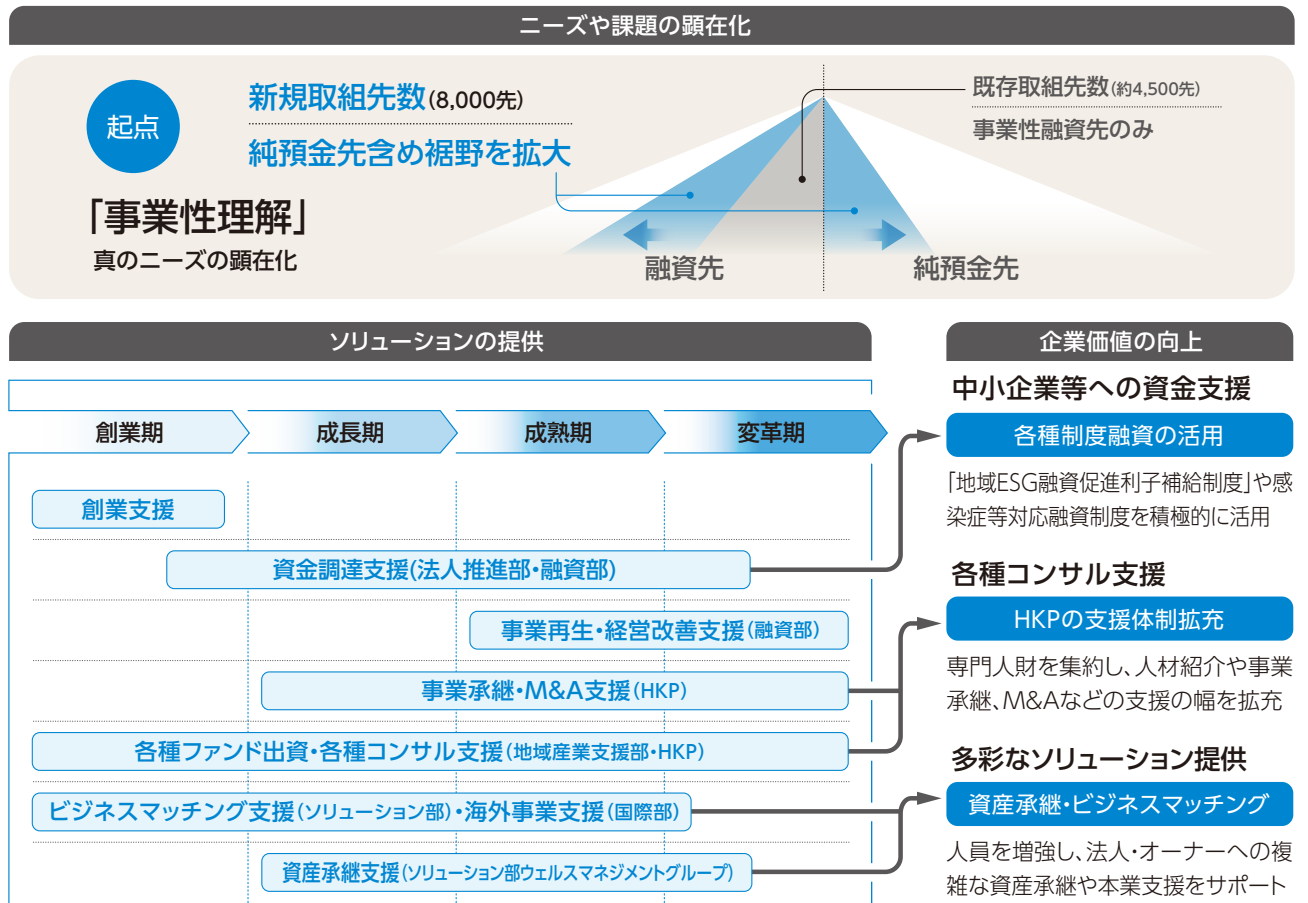 ニーズや課題の顕在化
起点
「事業性理解」
真のニーズの顕在化
新規取組先数(8,000先)
純預金先含め裾野を拡大
既存取組先数(約4,500先)
事業性融資先のみ
融資先
純預金先
ソリューションの提供
創業期
成長期
成熟期
変革期
創業支援
資金調達支援(法人推進部・融資部)
事業再生・経営改善支援(融資部)
事業承継・M&A支援(HKP)
各種ファンド出資・各種コンサル支援(地域産業支援部・HKP)
ビジネスマッチング支援(ソリューション部)・海外事業支援(国際部)
資産承継支援(ソリューション部ウェルスマネジメントグループ)
企業価値の向上
中小企業等への資金支援
各種制度融資の活用
「地域ESG融資促進利子補給制度」や感
染症等対応融資制度を積極的に活用
各種コンサル支援
HKPの支援体制拡充
専門人財を集約し、人材紹介や事業
承継、M&Aなどの支援の幅を拡充
多彩なソリューション提供
資産承継・ビジネスマッチング
人員を増強し、法人・オーナーへの複
雑な資産承継や本業支援をサポート